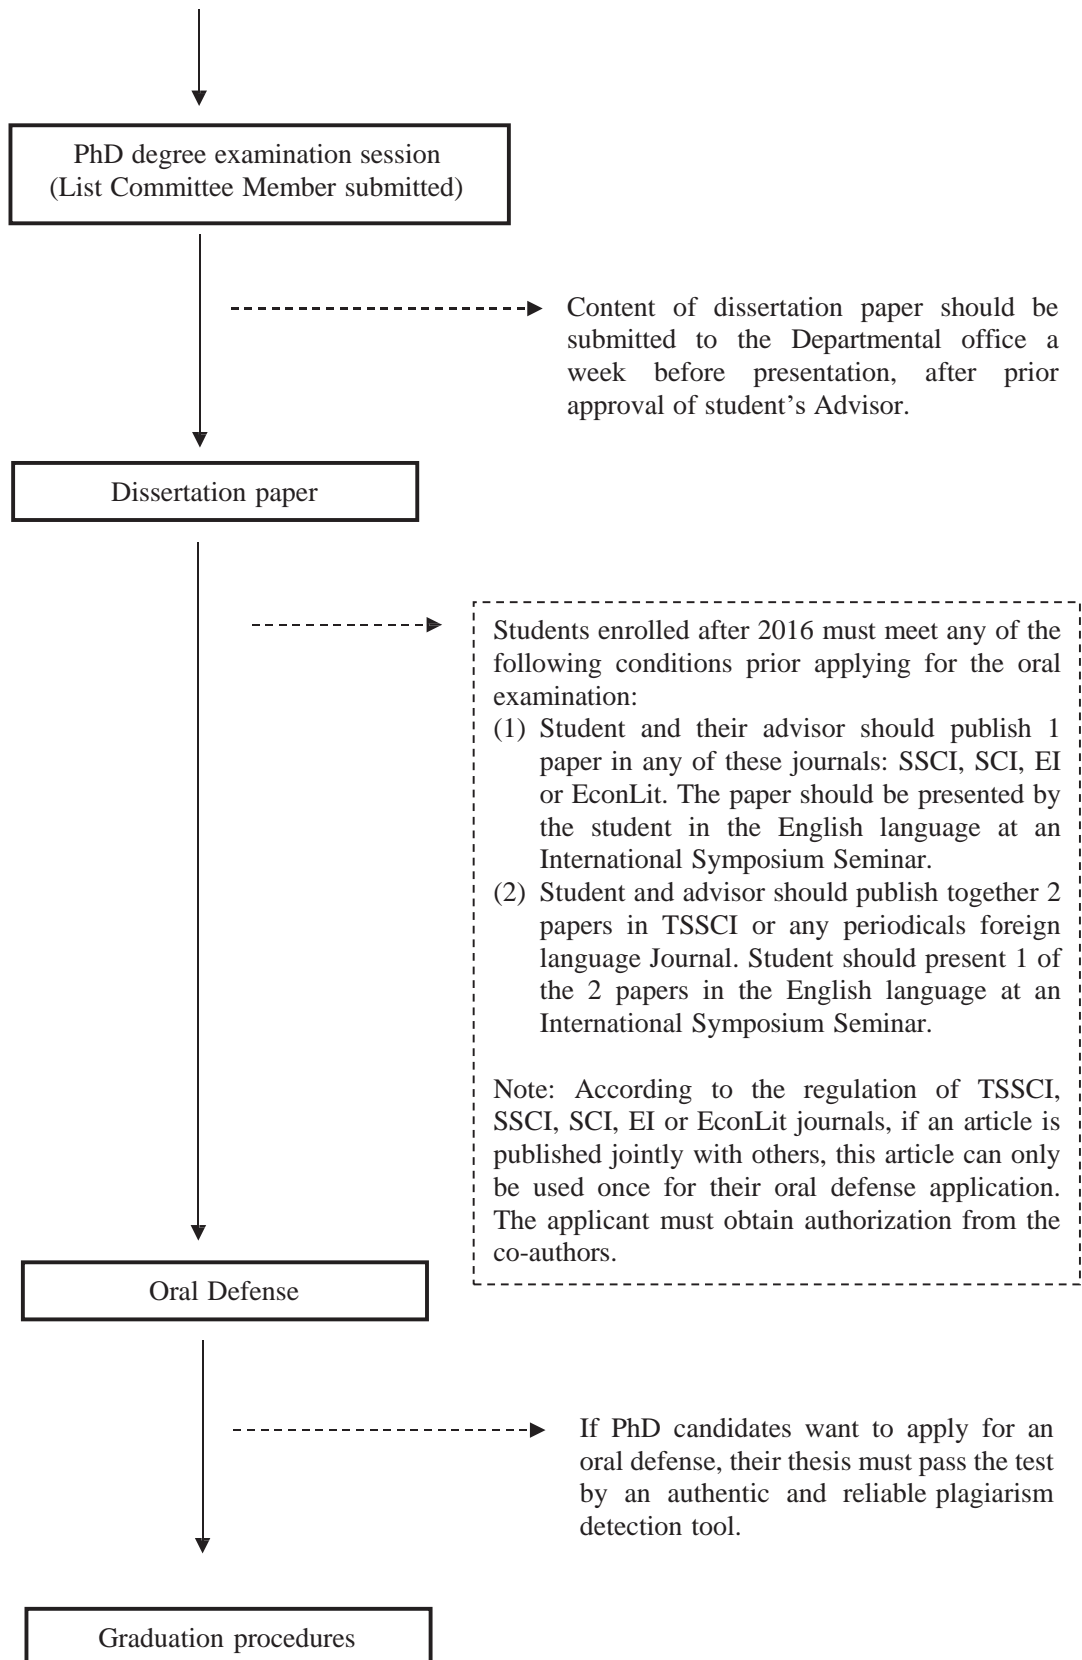 PhD degree examination session
(List Committee Member submitted)
Content of dissertation paper should be
submitted to the Departmental office a
week before presentation, after prior
approval of student’s Advisor.
Dissertation paper
Students enrolled after 2016 must meet any of the
following conditions prior applying for the oral
examination:
(1) Student and their advisor should publish 1
paper in any of these journals: SSCI, SCI, EI
or EconLit. The paper should be presented by
the student in the English language at an
International Symposium Seminar.
(2) Student and advisor should publish together 2
papers in TSSCI or any periodicals foreign
language Journal. Student should present 1 of
the 2 papers in the English language at an
International Symposium Seminar.
Note: According to the regulation of TSSCI,
SSCI, SCI, EI or EconLit journals, if an article is
published jointly with others, this article can only
be used once for their oral defense application.
The applicant must obtain authorization from the
co-authors.
Oral Defense
If PhD candidates want to apply for an
oral defense, their thesis must pass the test
by an authentic and reliable plagiarism
detection tool.
Graduation procedures